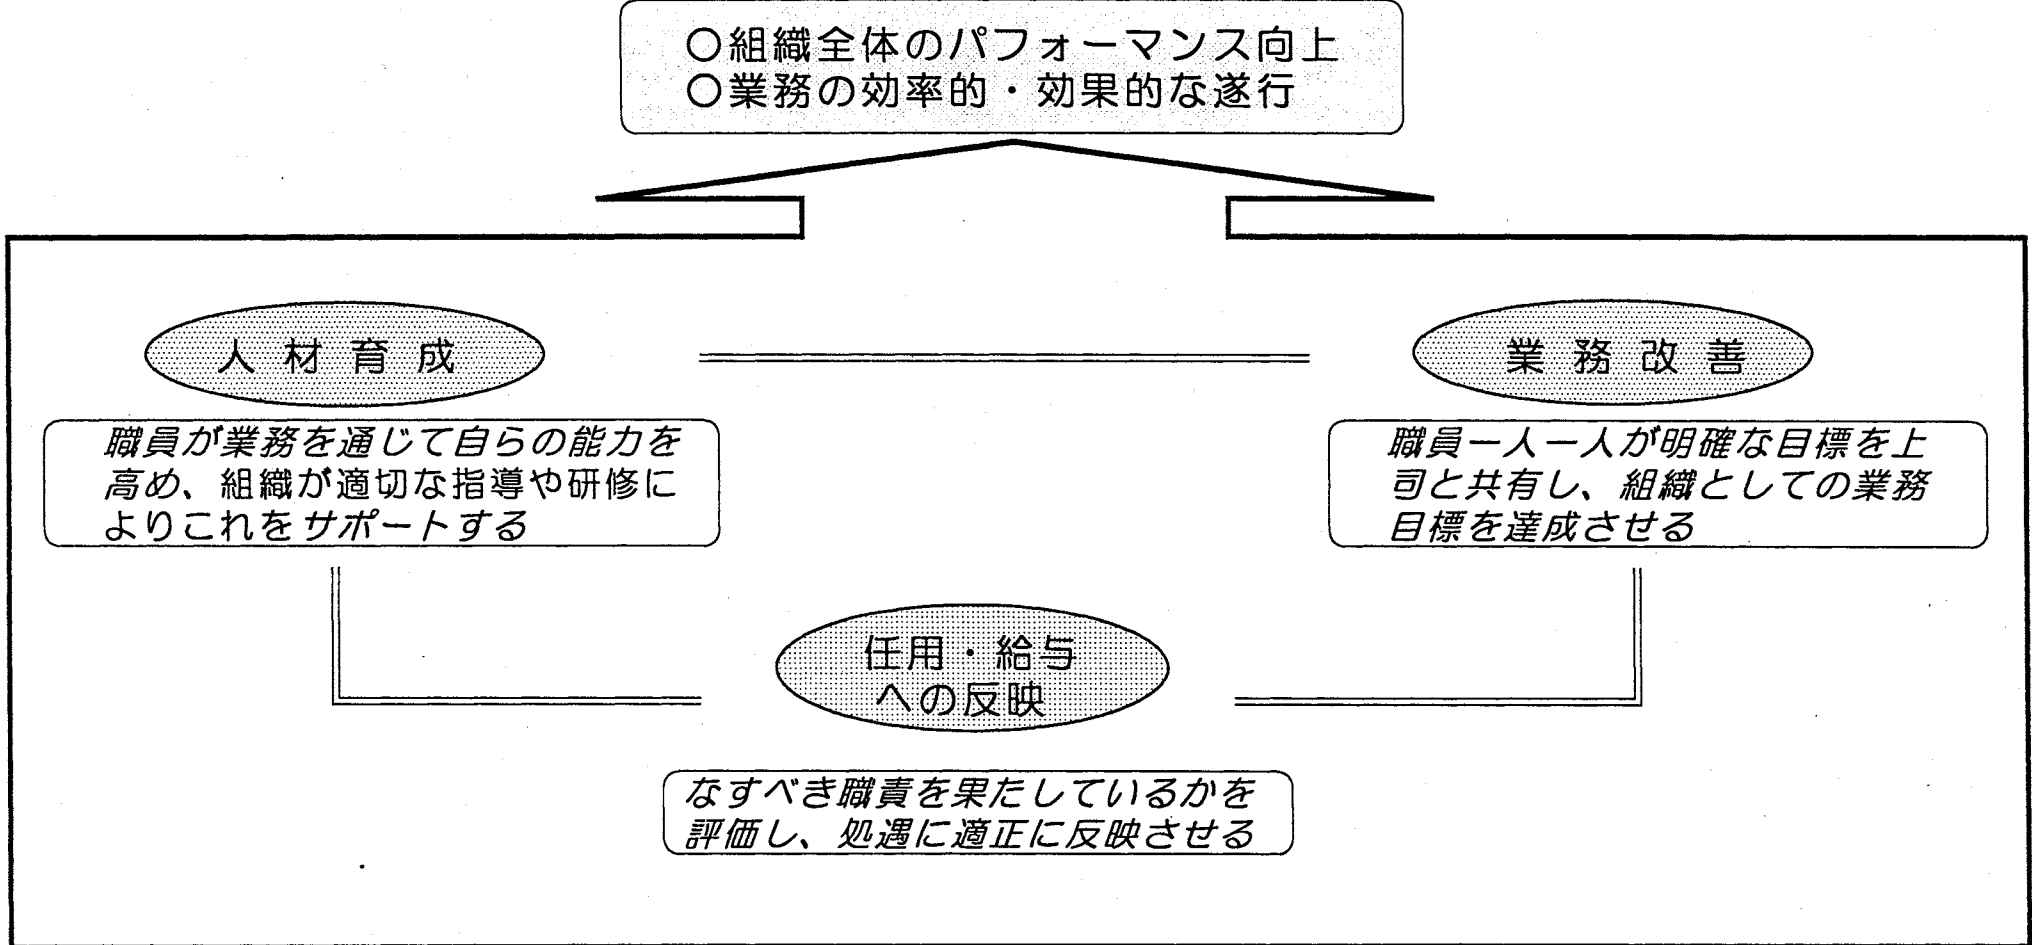 ○組織全体のパフォーマンス向上
○業務の効率的・効果的な遂行
人材育成
業務改善
職員が業務を通じて自らの能力を
高め、組織が適切な指導や研修に
よりこれをサポートする
職員一人一人が明確な目標を上
司と共有し、組織としての業務
目標を達成させる
任用・給与
への反映
なすべき職責を果たしているかを
評価し、処遇に適正に反映させる